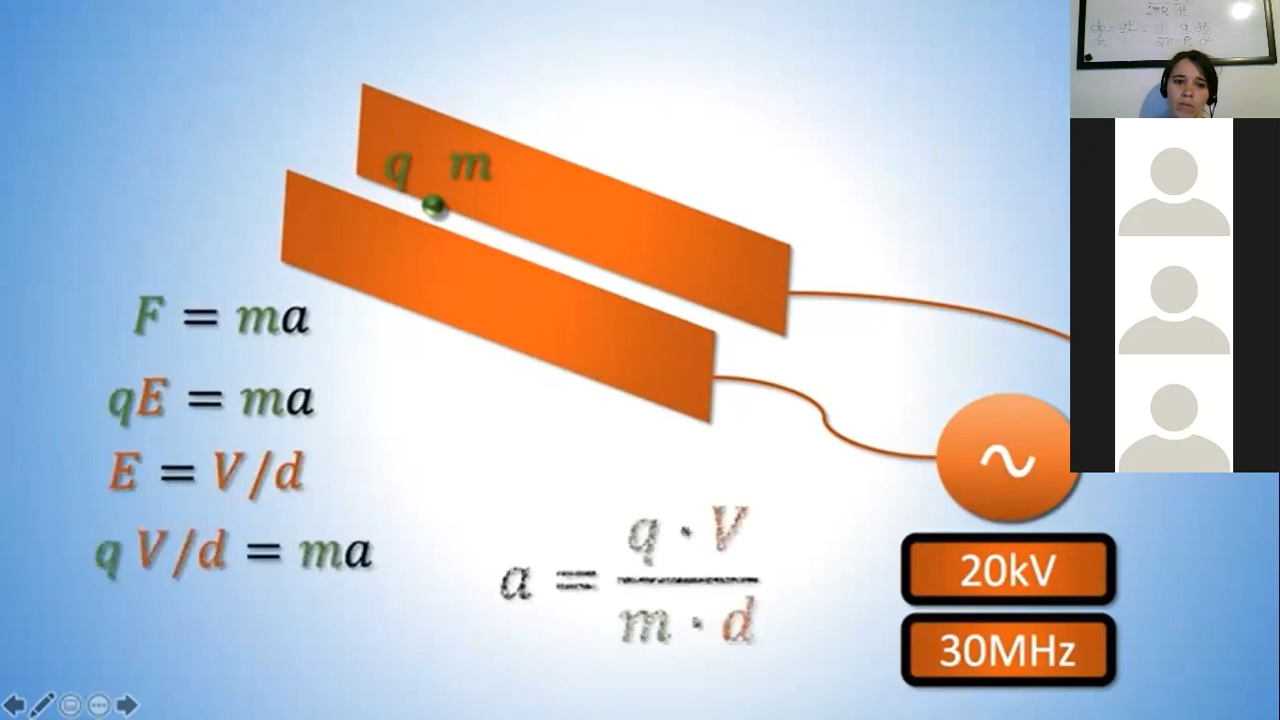 q m
F = ma
qE = ma
E = V/d
q V/d = ma
a = q · V / m · d
~
20kV
30MHz